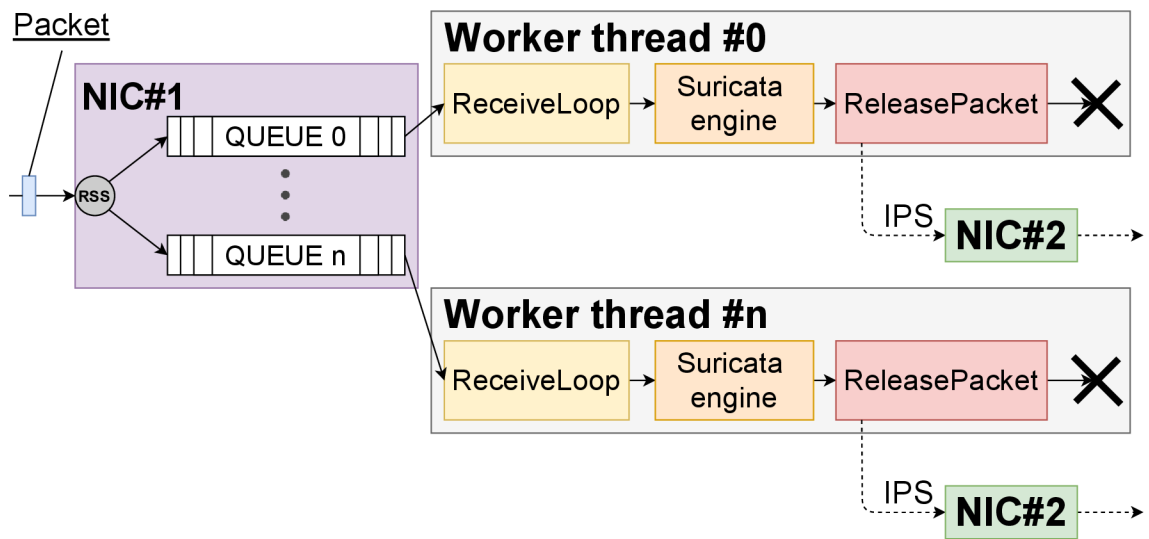 Packet
NIC#1
RSS
QUEUE 0
QUEUE n
Worker thread #0
ReceiveLoop
Suricata
engine
ReleasePacket
IPS
NIC#2
Worker thread #n
ReceiveLoop
Suricata
engine
ReleasePacket
IPS
NIC#2